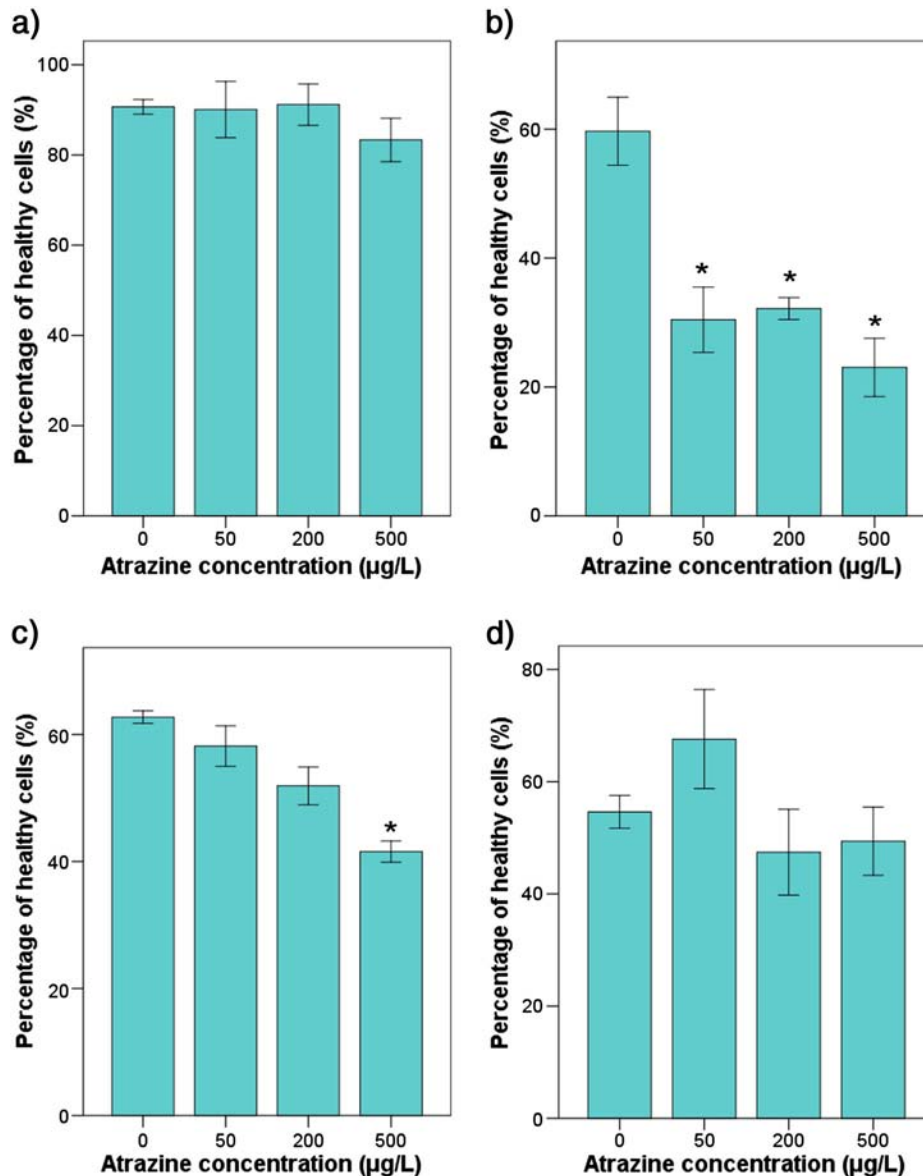 a)
Percentage of healthy cells (%)
100
80
60
40
20
0
0 50 200 500
Atrazine concentration (µg/L)
b)
Percentage of healthy cells (%)
60
40
20
0
* * *
0 50 200 500
Atrazine concentration (µg/L)
c)
Percentage of healthy cells (%)
60
40
20
0
*
0 50 200 500
Atrazine concentration (µg/L)
d)
Percentage of healthy cells (%)
80
60
40
20
0
0 50 200 500
Atrazine concentration (µg/L)